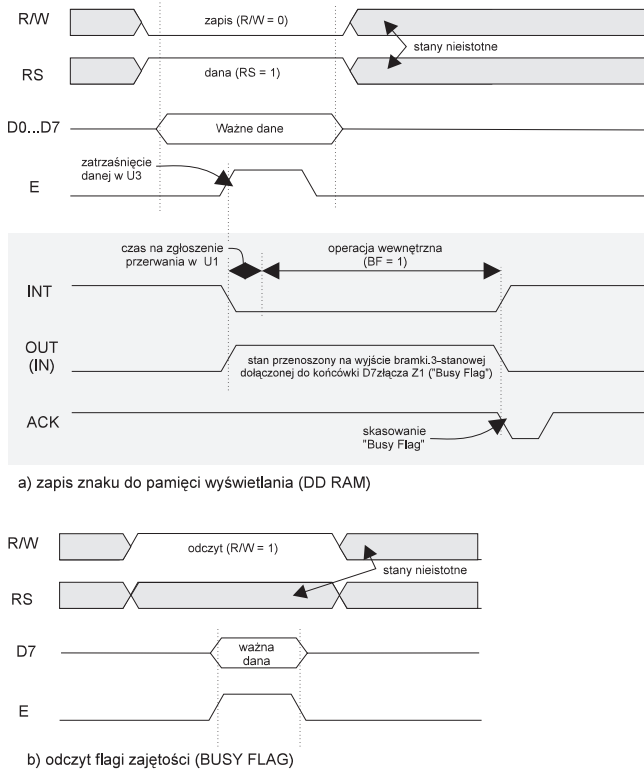 R/W
zapis (R/W = 0)
stany nieistotne
RS
dana (RS = 1)
D0...D7
Ważne dane
zatrzaśnięcie
danej w U3
E
czas na zgłoszenie
przerwania w U1
operacja wewnętrzna
(BF = 1)
INT
OUT
(IN)
stan przenoszony na wyjście bramki.3-stanowej
dołączonej do końcówki D7złącza Z1 ("Busy Flag")
ACK
skasowanie
"Busy Flag"
a) zapis znaku do pamięci wyświetlania (DD RAM)
R/W
odczyt (R/W = 1)
stany nieistotne
RS
D7
ważna
dana
E
b) odczyt flagi zajętości (BUSY FLAG)